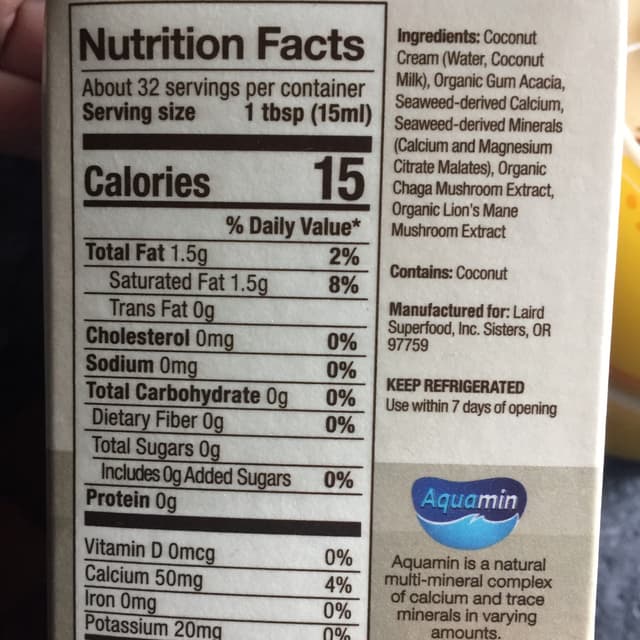 Nutrition Facts
About 32 servings per container
Serving size 1 tbsp (15ml)
Calories 15
% Daily Value*
Total Fat 1.5g 2%
Saturated Fat 1.5g 8%
Trans Fat 0g
Cholesterol 0mg 0%
Sodium 0mg 0%
Total Carbohydrate 0g 0%
Dietary Fiber 0g 0%
Total Sugars 0g
Includes 0g Added Sugars 0%
Protein 0g
Vitamin D 0mcg 0%
Calcium 50mg 4%
Iron 0mg 0%
Potassium 20mg 0%
Ingredients: Coconut
Cream (Water, Coconut
Milk), Organic Gum Acacia,
Seaweed-derived Calcium,
Seaweed-derived Minerals
(Calcium and Magnesium
Citrate Malates), Organic
Chaga Mushroom Extract,
Organic Lion's Mane
Mushroom Extract
Contains: Coconut
Manufactured for: Laird
Superfood, Inc. Sisters, OR
97759
KEEP REFRIGERATED
Use within 7 days of opening
Aquamin
Aquamin is a natural
multi-mineral complex
of calcium and trace
minerals in varying
amounts.